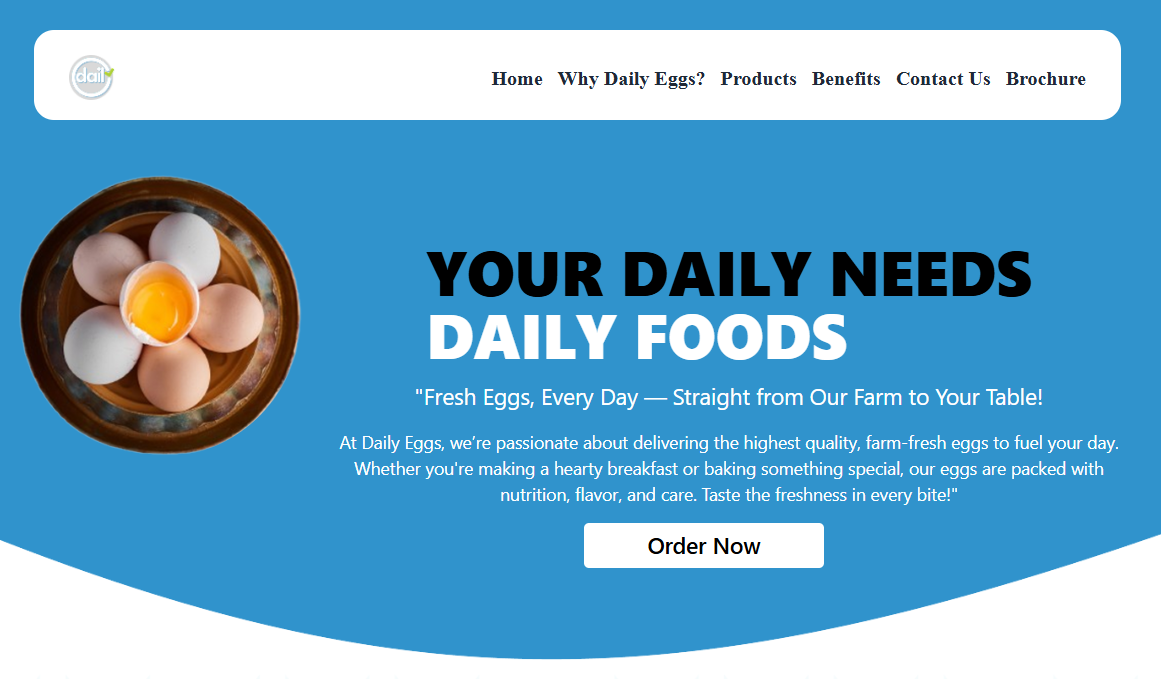 dail
Home Why Daily Eggs? Products Benefits Contact Us Brochure
YOUR DAILY NEEDS
DAILY FOODS
"Fresh Eggs, Every Day — Straight from Our Farm to Your Table!
At Daily Eggs, we’re passionate about delivering the highest quality, farm-fresh eggs to fuel your day.
Whether you're making a hearty breakfast or baking something special, our eggs are packed with
nutrition, flavor, and care. Taste the freshness in every bite!"
Order Now